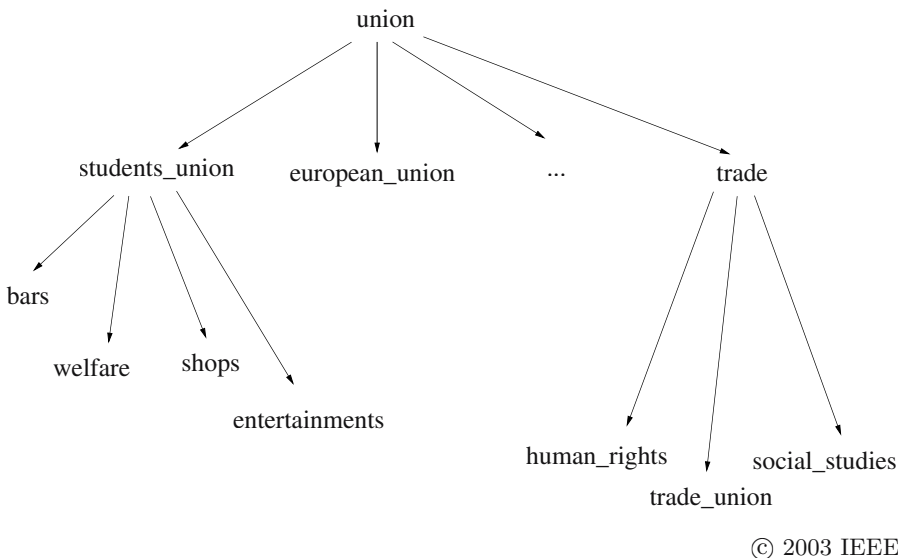 union
students_union
european_union
...
trade
bars
welfare
shops
entertainments
human_rights
trade_union
social_studies
© 2003 IEEE